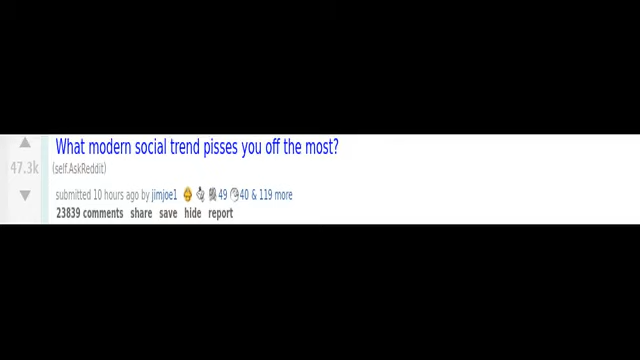 What modern social trend pisses you off the most?
47.3k
(self.AskReddit)
submitted 10 hours ago by jimjoe1 49 40 & 119 more
23839 comments share save hide report